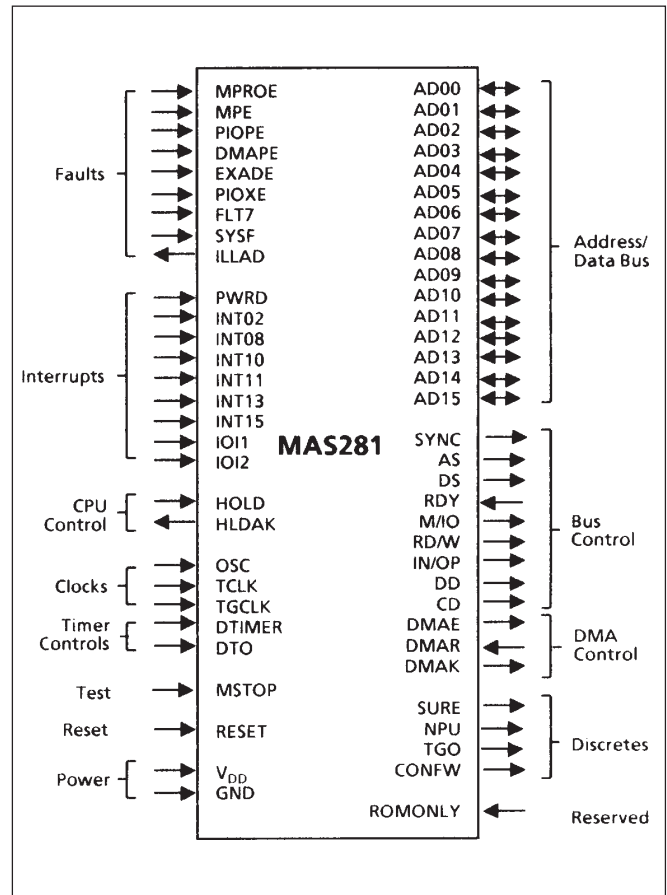 Faults
MPROE
MPE
PIOPE
DMAPE
EXADE
PIOXE
FLT7
SYSF
ILLAD
Interrupts
PWRD
INT02
INT08
INT10
INT11
INT13
INT15
IOI1
IOI2
CPU
Control
HOLD
HLDAK
Clocks
OSC
TCLK
TGCLK
Timer
Controls
DTIMER
DTO
Test
MSTOP
Reset
RESET
Power
VDD
GND
MAS281
AD00
AD01
AD02
AD03
AD04
AD05
AD06
AD07
AD08
AD09
AD10
AD11
AD12
AD13
AD14
AD15
Address/
Data Bus
SYNC
AS
DS
RDY
M/IO
RD/W
IN/OP
DD
CD
Bus
Control
DMAE
DMAR
DMAK
DMA
Control
SURE
NPU
TGO
CONFW
Discretes
ROMONLY
Reserved